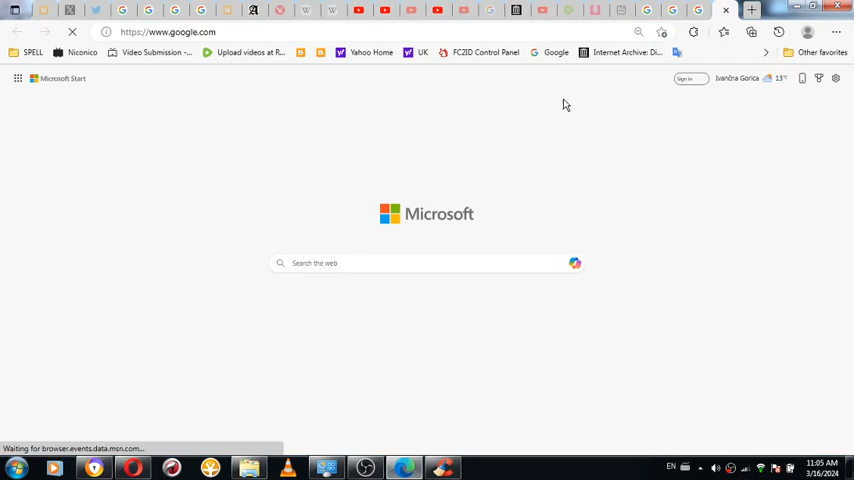 https://www.google.com
SPELL Niconico Video Submission -... Upload videos at R... Yahoo Home UK FC2ID Control Panel Google Internet Archive: Di... Other favorites
Microsoft Start Sign in Ivančna Gorica 13°C
Microsoft
Search the web
Waiting for browser.events.data.msn.com...
EN 11:05 AM
3/16/2024